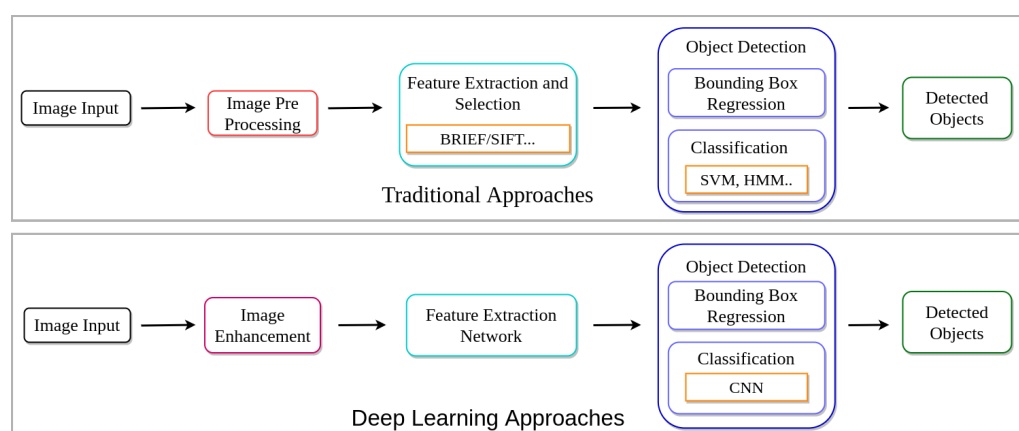 Image Input
Image Pre
Processing
Feature Extraction and
Selection
BRIEF/SIFT...
Object Detection
Bounding Box
Regression
Classification
SVM, HMM..
Detected
Objects
Traditional Approaches
Image Input
Image
Enhancement
Feature Extraction
Network
Object Detection
Bounding Box
Regression
Classification
CNN
Detected
Objects
Deep Learning Approaches